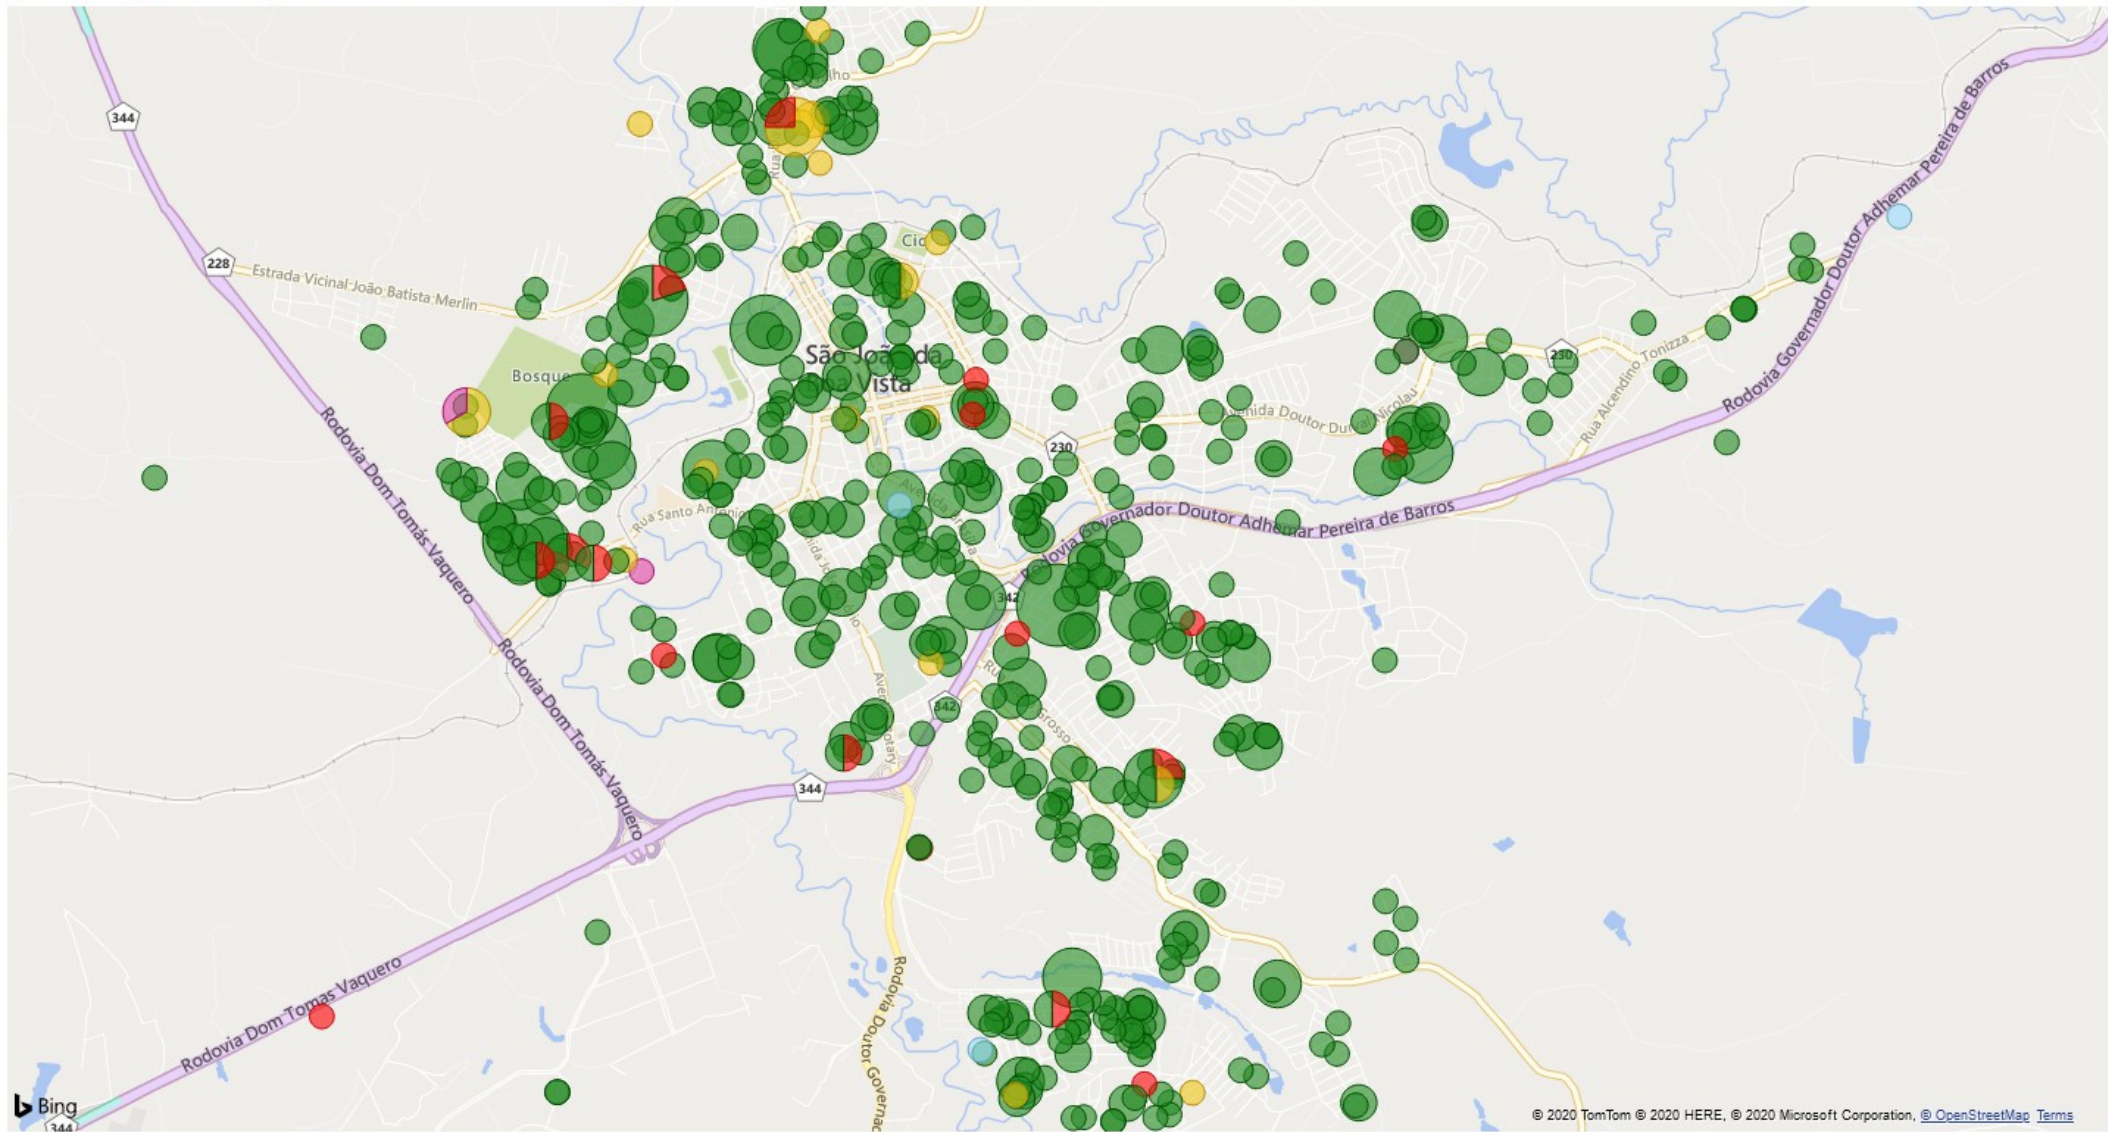 344
228
Estrada Vicinal João Batista Merlin
Bosque
São João da
Boa Vista
Rodovia Dom Tomás Vaquero
Rua Santo Antonio
230
230
Avenida Doutor Durval Nicolau
Rua Alcendino Tonizza
Rodovia Governador Doutor Adhemar Pereira de Barros
Rodovia Governador Doutor Adhemar Pereira de Barros
342
342
344
Rodovia Dom Tomás Vaquero
Rodovia Dom Tomas Vaquero
Rodovia Doutor Governad
344
Bing
© 2020 TomTom © 2020 HERE, © 2020 Microsoft Corporation, © OpenStreetMap Terms